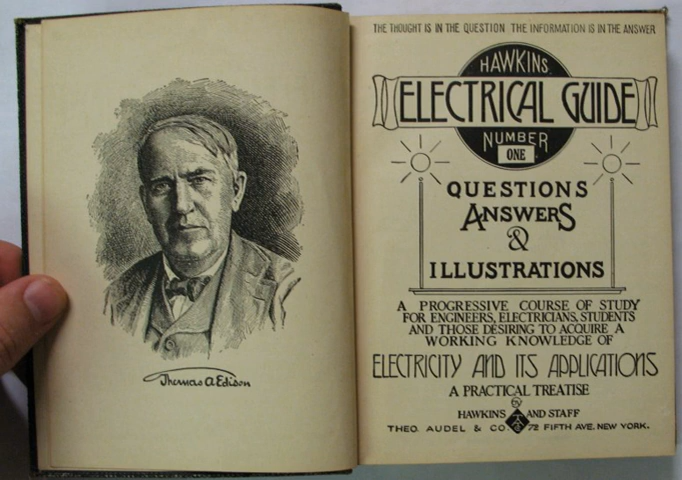 Thomas A Edison
THE THOUGHT IS IN THE QUESTION THE INFORMATION IS IN THE ANSWER
HAWKINS
ELECTRICAL GUIDE
NUMBER
ONE
QUESTIONS
ANSWERS
&
ILLUSTRATIONS
A PROGRESSIVE COURSE OF STUDY
FOR ENGINEERS, ELECTRICIANS, STUDENTS
AND THOSE DESIRING TO ACQUIRE A
WORKING KNOWLEDGE OF
ELECTRICITY AND ITS APPLICATIONS
A PRACTICAL TREATISE
by
HAWKINS AND STAFF
THEO. AUDEL & CO. 72 FIFTH AVE. NEW YORK.